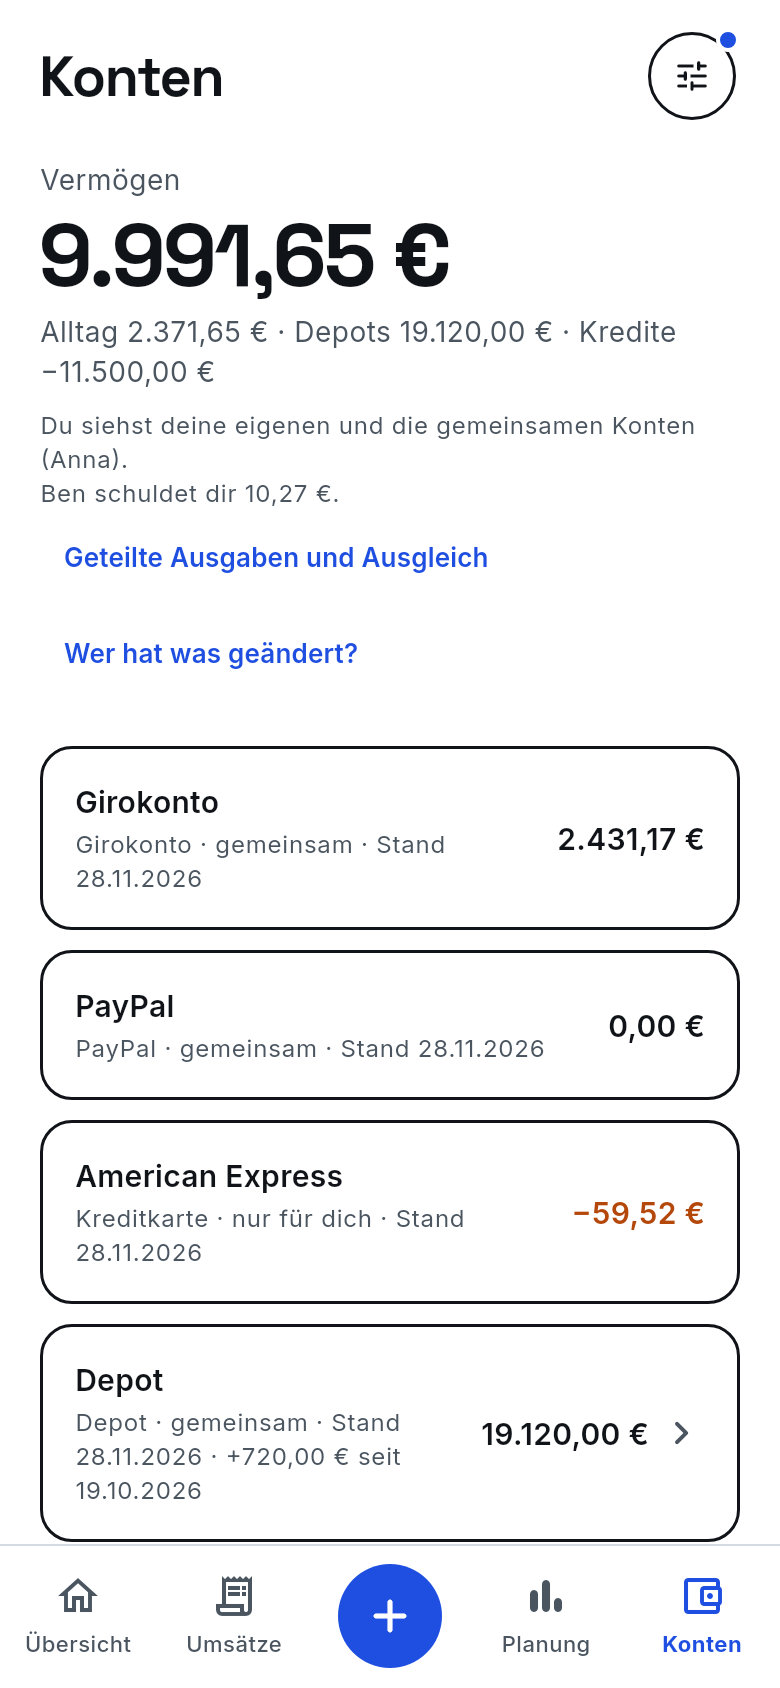 Konten
Vermögen
9.991,65 €
Alltag 2.371,65 € · Depots 19.120,00 € · Kredite
−11.500,00 €
Du siehst deine eigenen und die gemeinsamen Konten
(Anna).
Ben schuldet dir 10,27 €.
Geteilte Ausgaben und Ausgleich
Wer hat was geändert?
Girokonto
Girokonto · gemeinsam · Stand
28.11.2026
2.431,17 €
PayPal
PayPal · gemeinsam · Stand 28.11.2026
0,00 €
American Express
Kreditkarte · nur für dich · Stand
28.11.2026
−59,52 €
Depot
Depot · gemeinsam · Stand
28.11.2026 · +720,00 € seit
19.10.2026
19.120,00 €
Übersicht
Umsätze
Planung
Konten